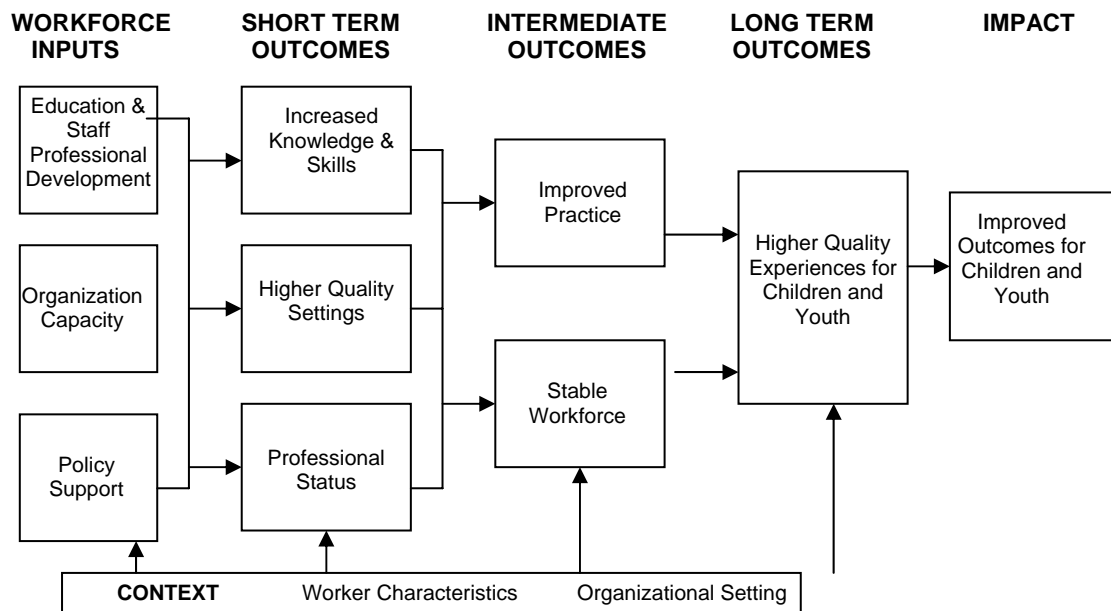 WORKFORCE
INPUTS
SHORT TERM
OUTCOMES
INTERMEDIATE
OUTCOMES
LONG TERM
OUTCOMES
IMPACT
Education &
Staff
Professional
Development
Organization
Capacity
Policy
Support
Increased
Knowledge &
Skills
Higher Quality
Settings
Professional
Status
Improved
Practice
Stable
Workforce
Higher Quality
Experiences for
Children and
Youth
Improved
Outcomes for
Children and
Youth
CONTEXT Worker Characteristics Organizational Setting